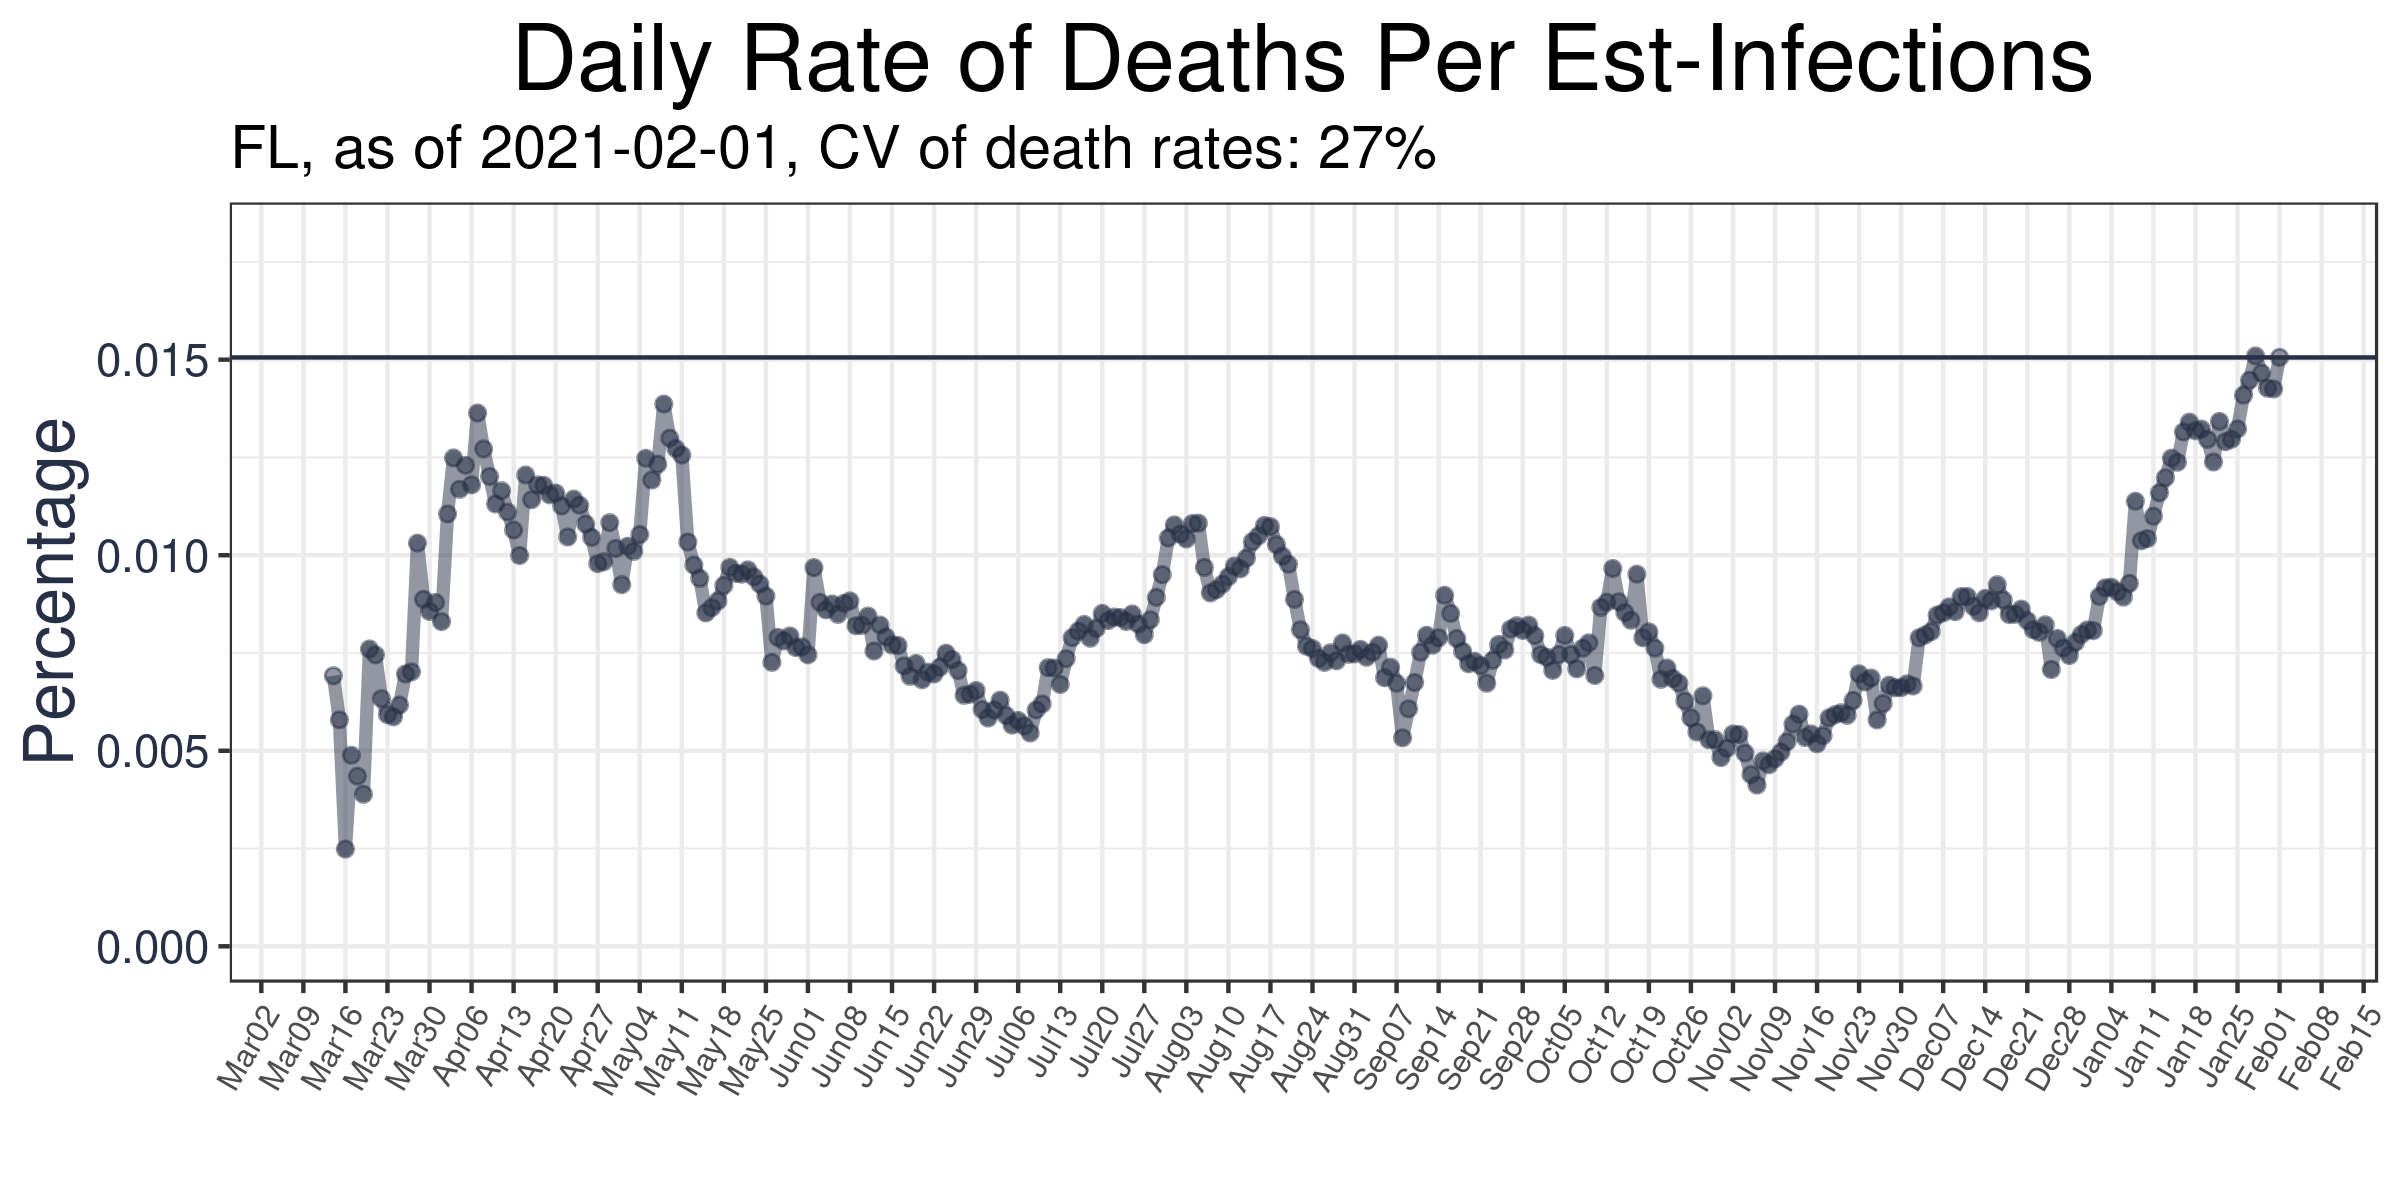 Daily Rate of Deaths Per Est-Infections
FL, as of 2021-02-01, CV of death rates: 27%
Percentage
0.015
0.010
0.005
0.000
Mar02
Mar09
Mar16
Mar23
Mar30
Apr06
Apr13
Apr20
Apr27
May04
May11
May18
May25
Jun01
Jun08
Jun15
Jun22
Jun29
Jul06
Jul13
Jul20
Jul27
Aug03
Aug10
Aug17
Aug24
Aug31
Sep07
Sep14
Sep21
Sep28
Oct05
Oct12
Oct19
Oct26
Nov02
Nov09
Nov16
Nov23
Nov30
Dec07
Dec14
Dec21
Dec28
Jan04
Jan11
Jan18
Jan25
Feb01
Feb08
Feb15